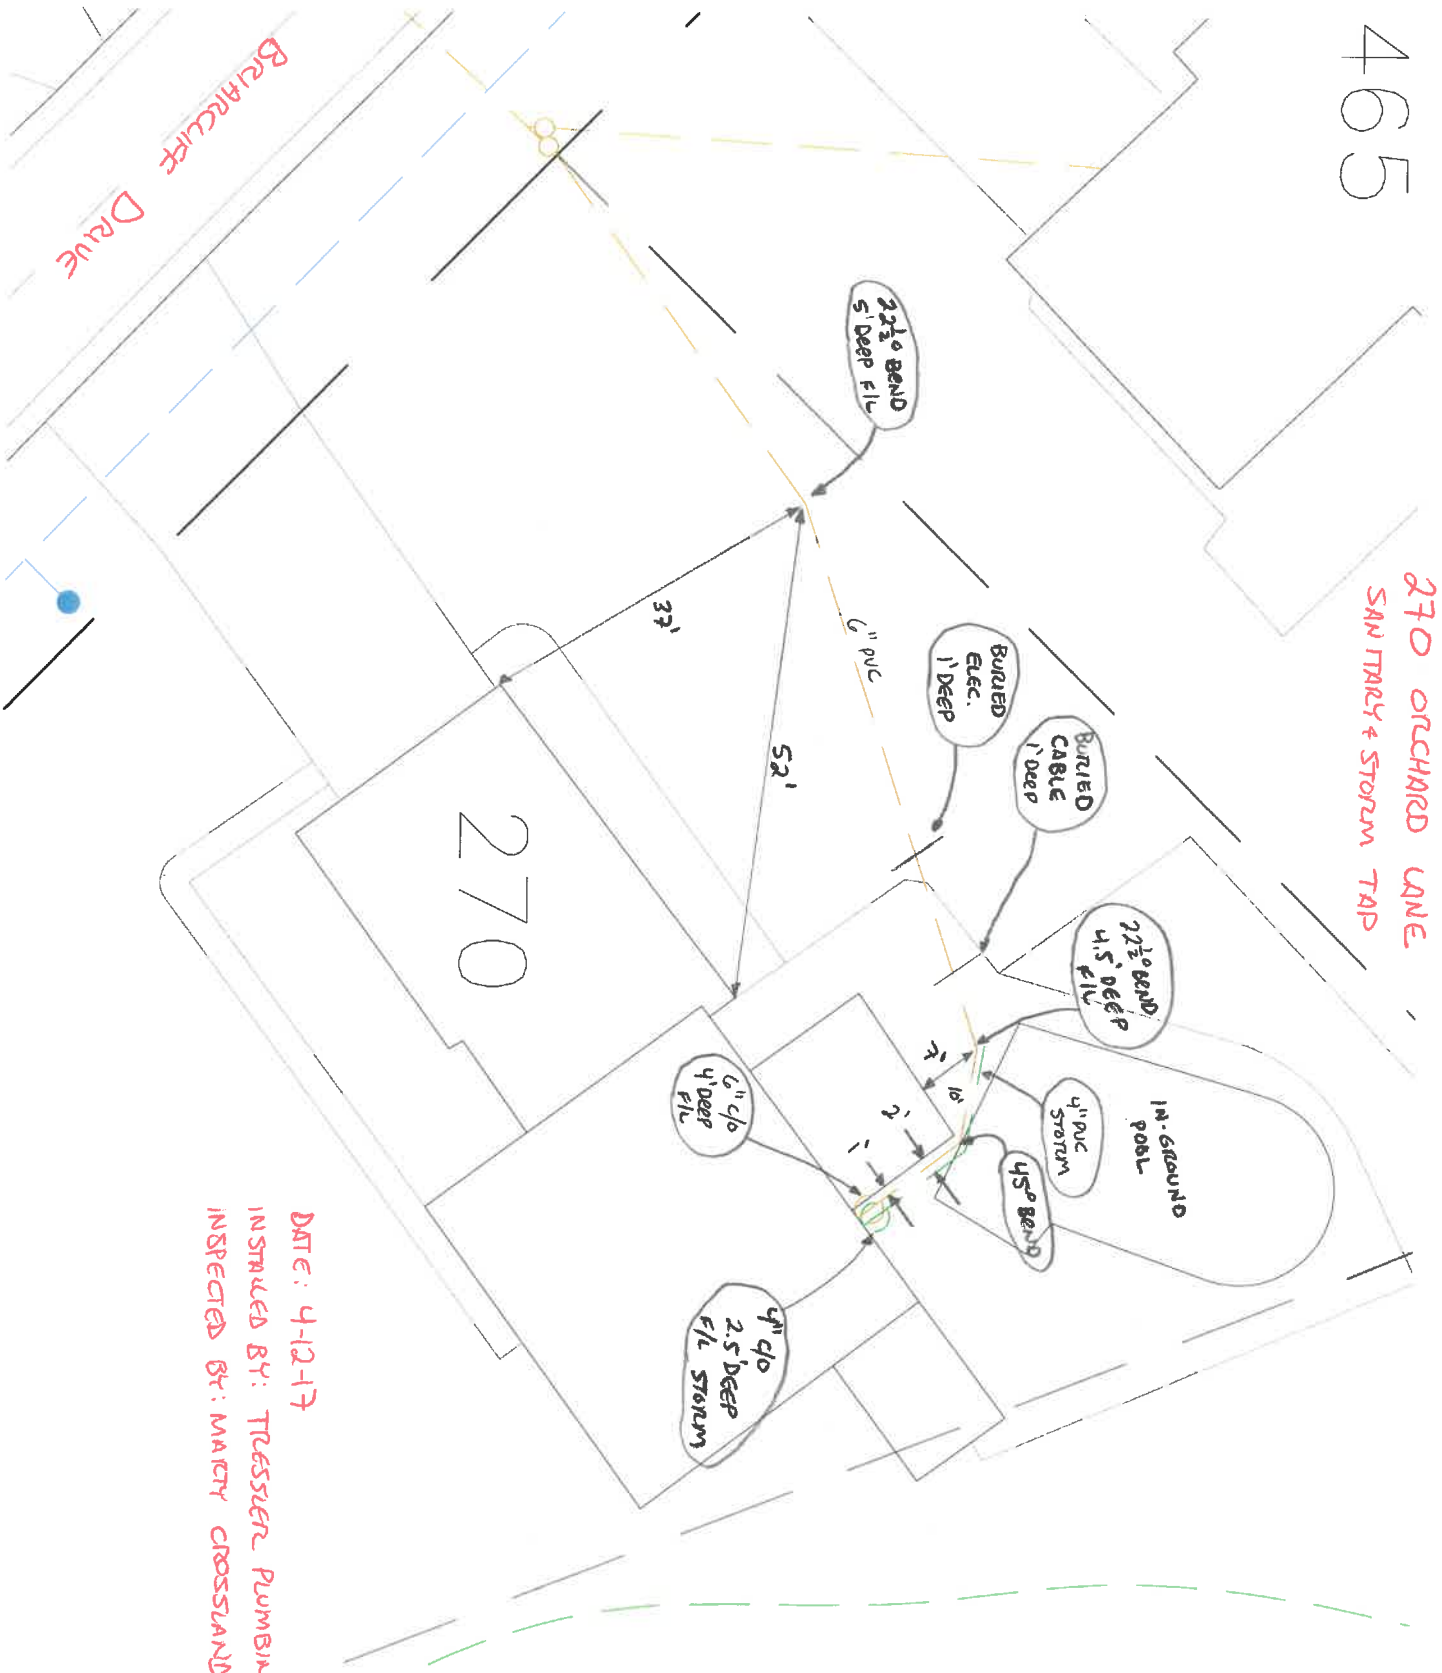 465
270 ORCHARD LANE
SANITARY & STORM TAP
BRIARCLIFF DRIVE
22½° BEND
5' DEEP F/L
37'
52'
6" PVC
BURIED
ELEC.
1' DEEP
BURIED
CABLE
1' DEEP
22½° BEND
4.5' DEEP
F/L
270
7'
10'
2'
1'
4" PVC
STORM
IN-GROUND
POOL
45° BEND
6" C/O
4' DEEP
F/L
4" C/O
2.5' DEEP
F/L STORM
DATE: 4-12-17
INSTALLED BY: TRESSLER PLUMBIN
INSPECTED BY: MARTY CROSSLAND